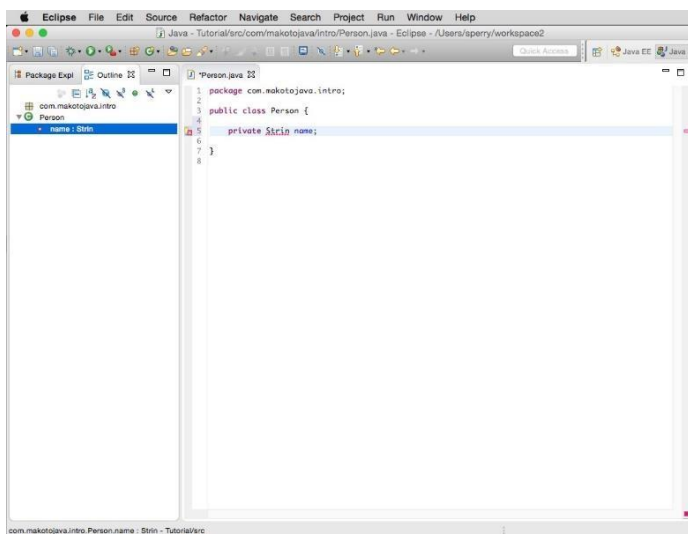 Eclipse File Edit Source Refactor Navigate Search Project Run Window Help
Java - Tutorial/src/com/makotojava/intro/Person.java - Eclipse - /Users/sperry/workspace2
Quick Access Java EE Java
Package Expl Outline
com.makotojava.intro
Person
name : Strin
*Person.java
1 package com.makotojava.intro;
2
3 public class Person {
4
5 private Strin name;
6
7 }
8
com.makotojava.intro.Person.name : Strin - Tutorial/src